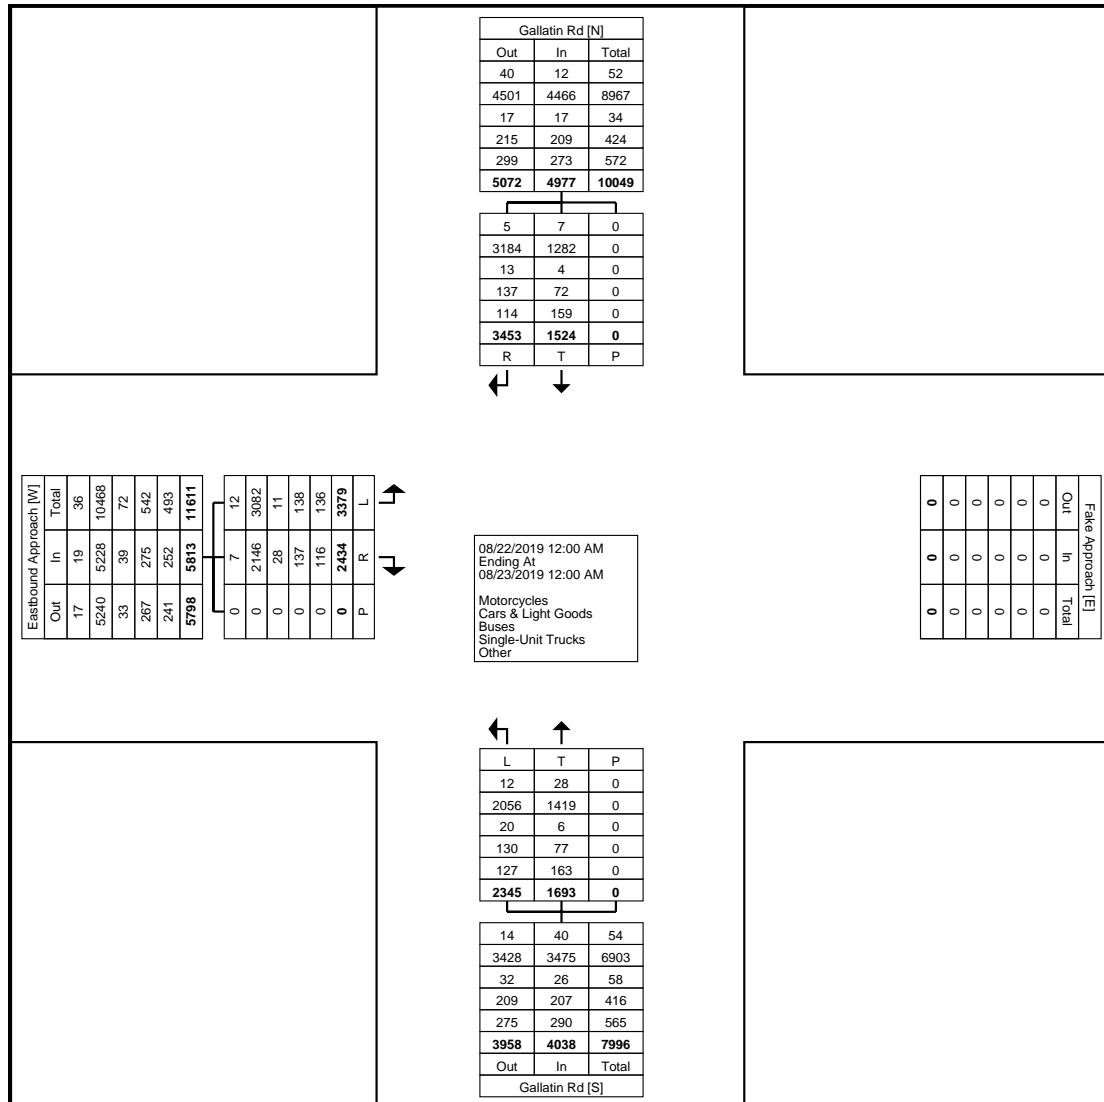 Gallatin Rd [N]
Out In Total
40 12 52
4501 4466 8967
17 17 34
215 209 424
299 273 572
5072 4977 10049
5 7 0
3184 1282 0
13 4 0
137 72 0
114 159 0
3453 1524 0
R T P
Eastbound Approach [W]
Out In Total
17 19 36
5240 5228 10468
33 39 72
267 275 542
241 252 493
5798 5813 11611
0 7 12
0 2146 3082
0 28 11
0 137 138
0 116 136
0 2434 3379
P R L
08/22/2019 12:00 AM
Ending At
08/23/2019 12:00 AM
Motorcycles
Cars & Light Goods
Buses
Single-Unit Trucks
Other
Fake Approach [E]
Out In Total
0 0 0
0 0 0
0 0 0
0 0 0
0 0 0
0 0 0
L T P
12 28 0
2056 1419 0
20 6 0
130 77 0
127 163 0
2345 1693 0
14 40 54
3428 3475 6903
32 26 58
209 207 416
275 290 565
3958 4038 7996
Out In Total
Gallatin Rd [S]